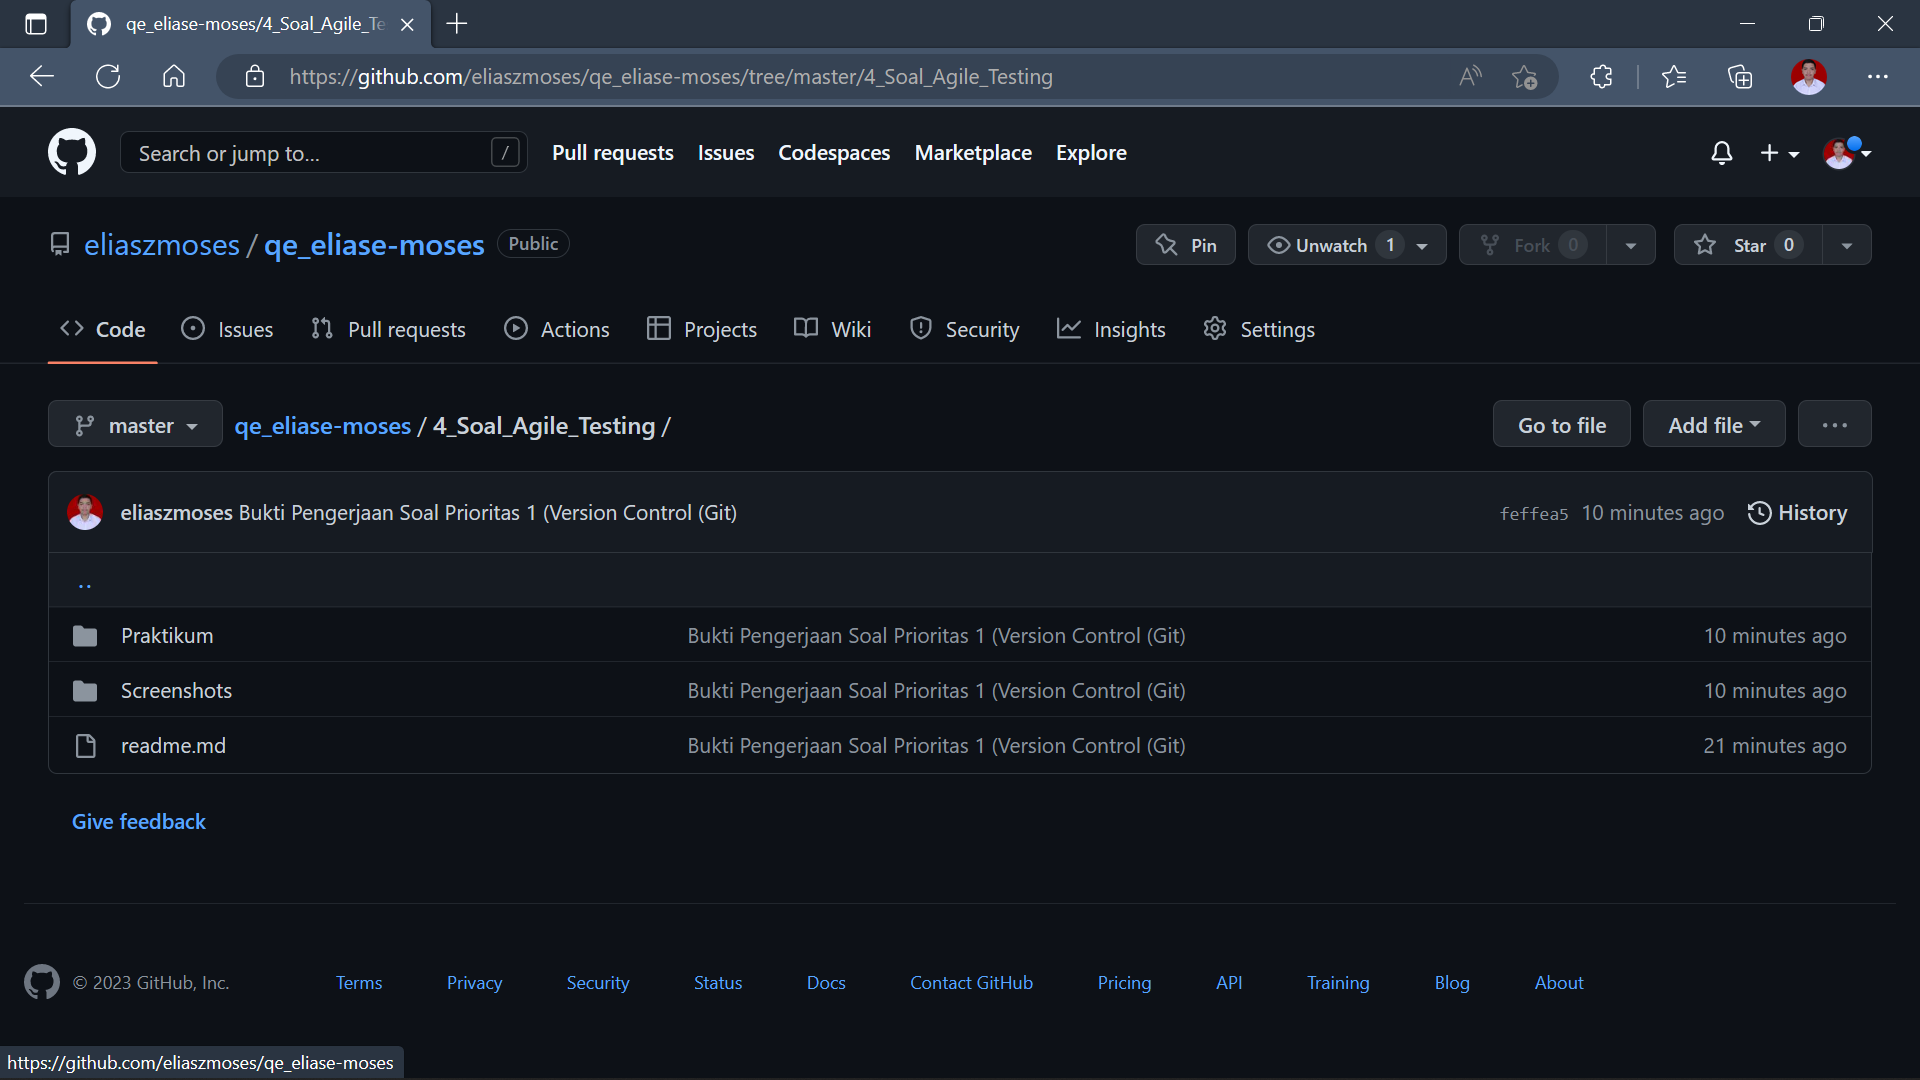 qe_eliase-moses/4_Soal_Agile_Te
https://github.com/eliaszmoses/qe_eliase-moses/tree/master/4_Soal_Agile_Testing
Search or jump to... / Pull requests Issues Codespaces Marketplace Explore
eliaszmoses / qe_eliase-moses Public Pin Unwatch 1 Fork 0 Star 0
Code Issues Pull requests Actions Projects Wiki Security Insights Settings
master qe_eliase-moses / 4_Soal_Agile_Testing / Go to file Add file ...
eliaszmoses Bukti Pengerjaan Soal Prioritas 1 (Version Control (Git) feffea5 10 minutes ago History
..
Praktikum Bukti Pengerjaan Soal Prioritas 1 (Version Control (Git) 10 minutes ago
Screenshots Bukti Pengerjaan Soal Prioritas 1 (Version Control (Git) 10 minutes ago
readme.md Bukti Pengerjaan Soal Prioritas 1 (Version Control (Git) 21 minutes ago
Give feedback
© 2023 GitHub, Inc. Terms Privacy Security Status Docs Contact GitHub Pricing API Training Blog About
https://github.com/eliaszmoses/qe_eliase-moses